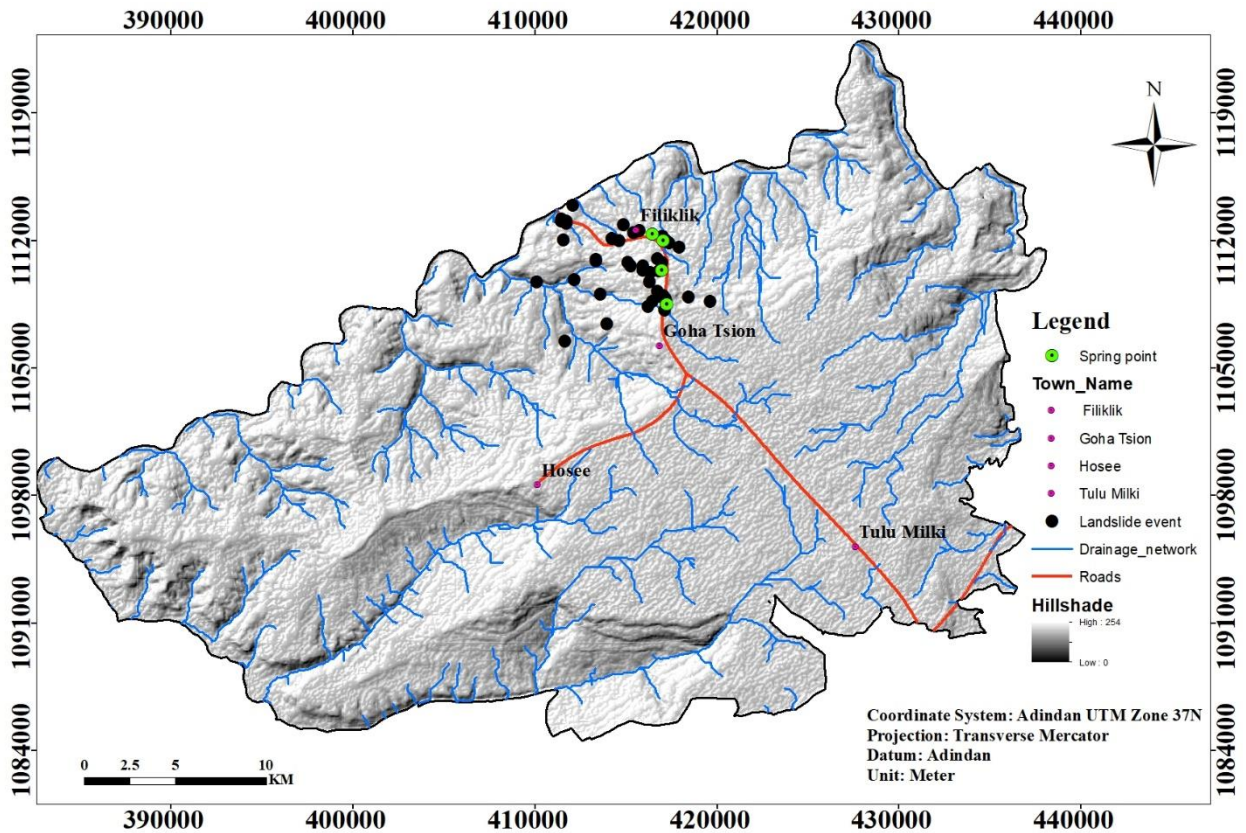 390000 400000 410000 420000 430000 440000
1119000 1119000
N
Filiklik
1112000 1112000
Legend
Goha Tsion
Spring point
1105000 1105000
Town_Name
Filiklik
Goha Tsion
Hosee
Hosee
Tulu Milki
1098000 1098000
Landslide event
Tulu Milki
Drainage_network
Roads
Hillshade
High : 254
1091000 1091000
Low : 0
Coordinate System: Adindan UTM Zone 37N
Projection: Transverse Mercator
Datum: Adindan
Unit: Meter
1084000 1084000
0 2.5 5 10
KM
390000 400000 410000 420000 430000 440000